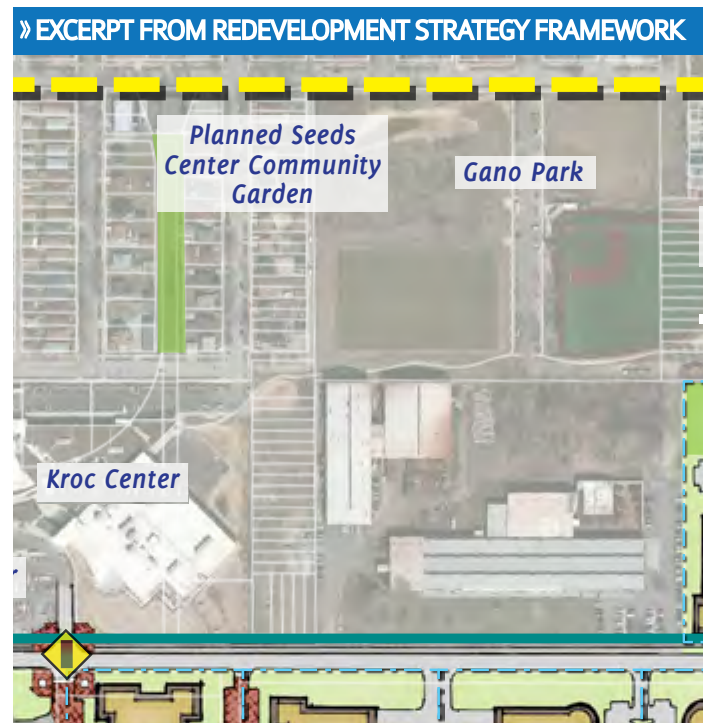 » EXCERPT FROM REDEVELOPMENT STRATEGY FRAMEWORK
Planned Seeds
Center Community
Garden
Gano Park
Kroc Center
r